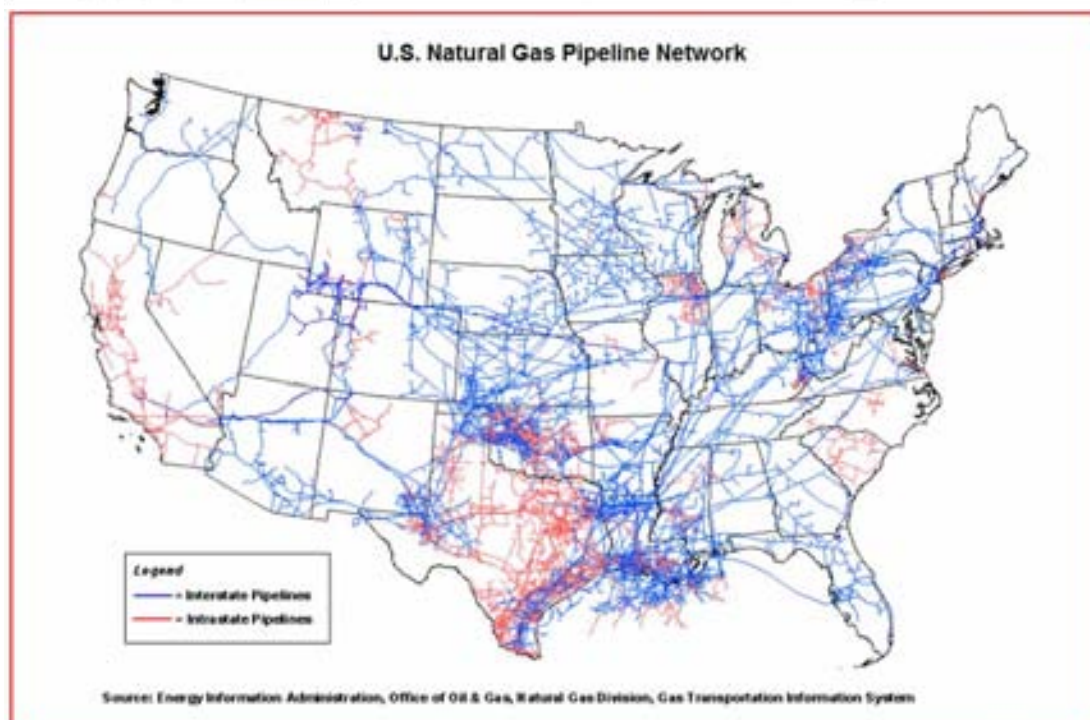 U.S. Natural Gas Pipeline Network
Legend
= Interstate Pipelines
= Intrastate Pipelines
Source: Energy Information Administration, Office of Oil & Gas, Natural Gas Division, Gas Transportation Information System